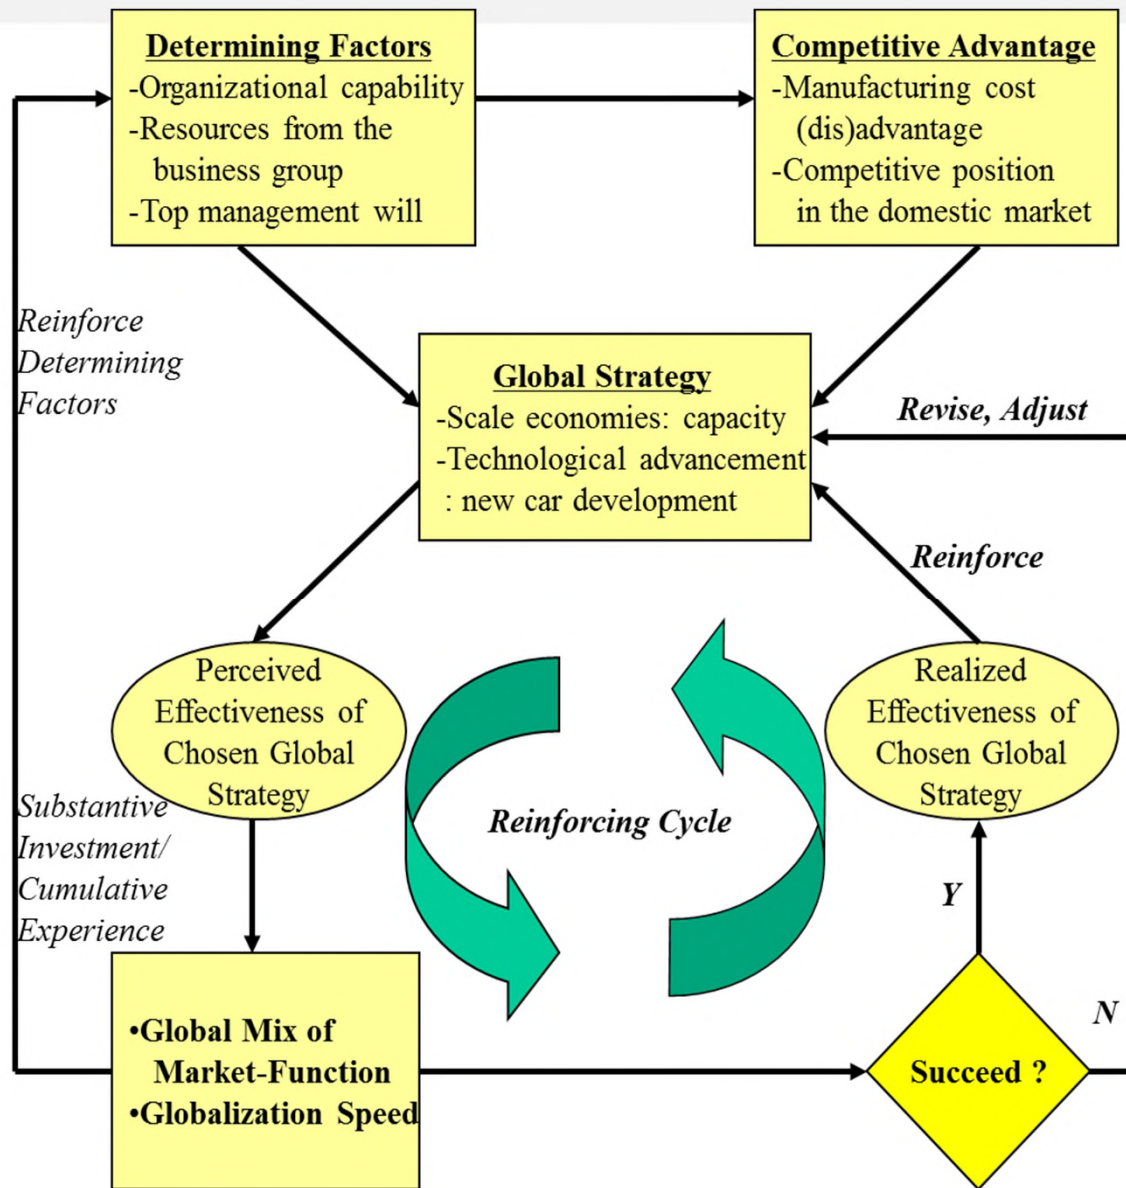 Determining Factors
-Organizational capability
-Resources from the
business group
-Top management will
Competitive Advantage
-Manufacturing cost
(dis)advantage
-Competitive position
in the domestic market
Reinforce
Determining
Factors
Global Strategy
-Scale economies: capacity
-Technological advancement
: new car development
Revise, Adjust
Reinforce
Perceived
Effectiveness of
Chosen Global
Strategy
Realized
Effectiveness of
Chosen Global
Strategy
Reinforcing Cycle
Substantive
Investment/
Cumulative
Experience
Y
N
•Global Mix of
Market-Function
•Globalization Speed
Succeed ?